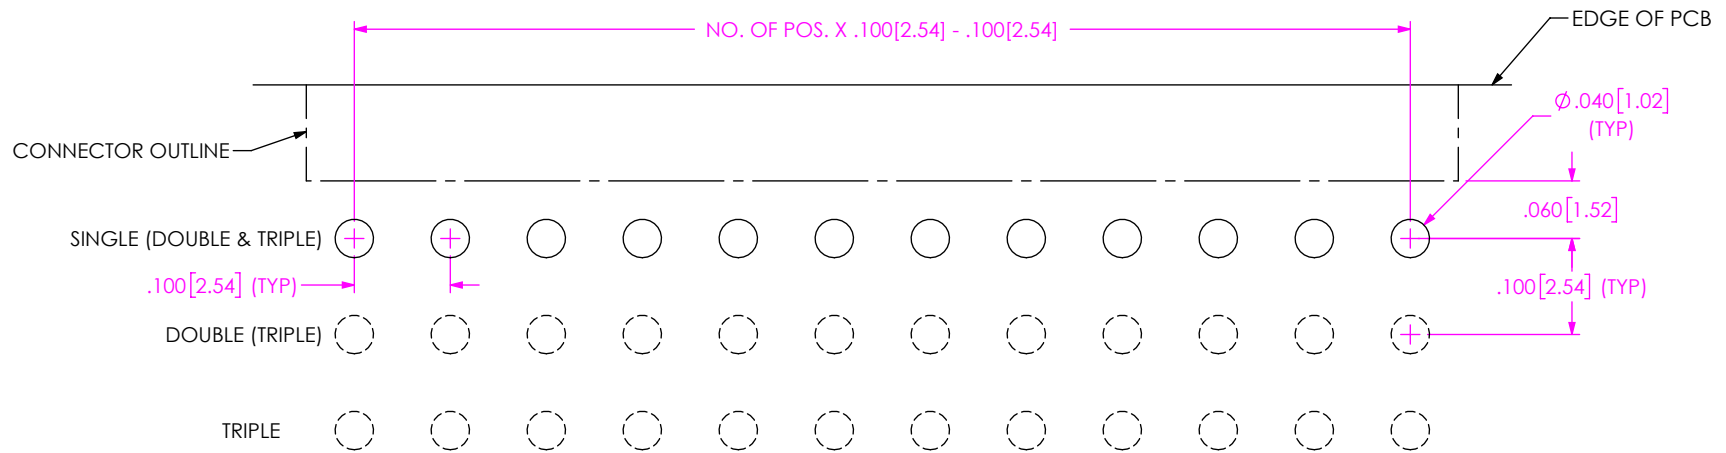 EDGE OF PCB
NO. OF POS. X .100[2.54] - .100[2.54]
Ø.040[1.02]
(TYP)
CONNECTOR OUTLINE
.060[1.52]
SINGLE (DOUBLE & TRIPLE)
.100[2.54] (TYP)
.100[2.54] (TYP)
DOUBLE (TRIPLE)
TRIPLE